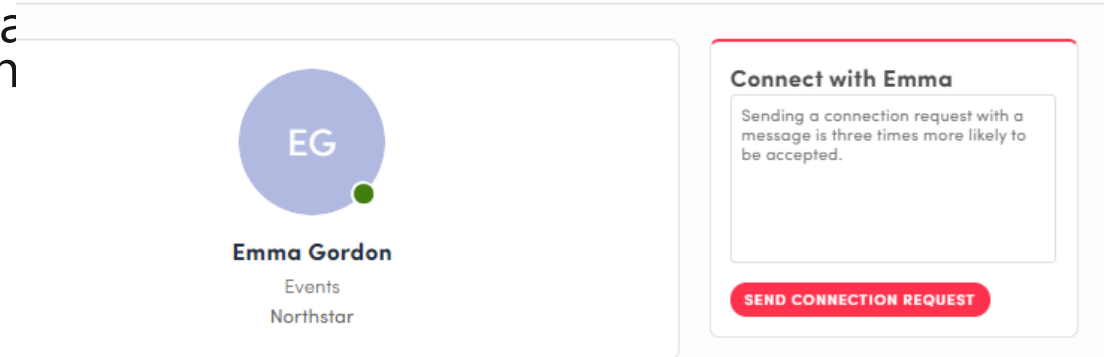 EG
Emma Gordon
Events
Northstar
Connect with Emma
Sending a connection request with a
message is three times more likely to
be accepted.
SEND CONNECTION REQUEST